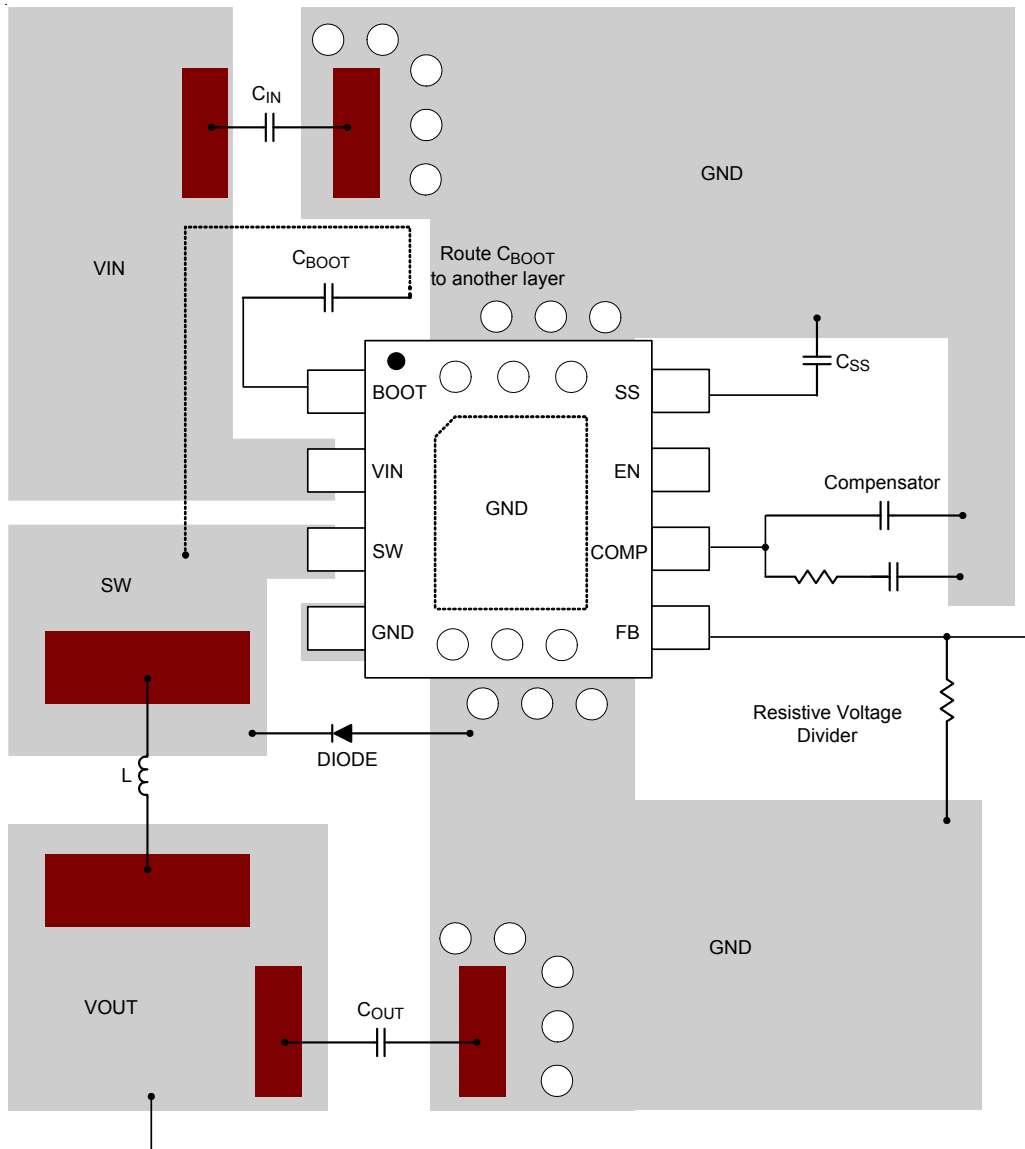 CIN
GND
CBOOT
Route CBOOT
to another layer
VIN
CSS
BOOT
SS
VIN
EN
Compensator
GND
SW
COMP
SW
GND
FB
Resistive Voltage
Divider
DIODE
L
GND
VOUT
COUT